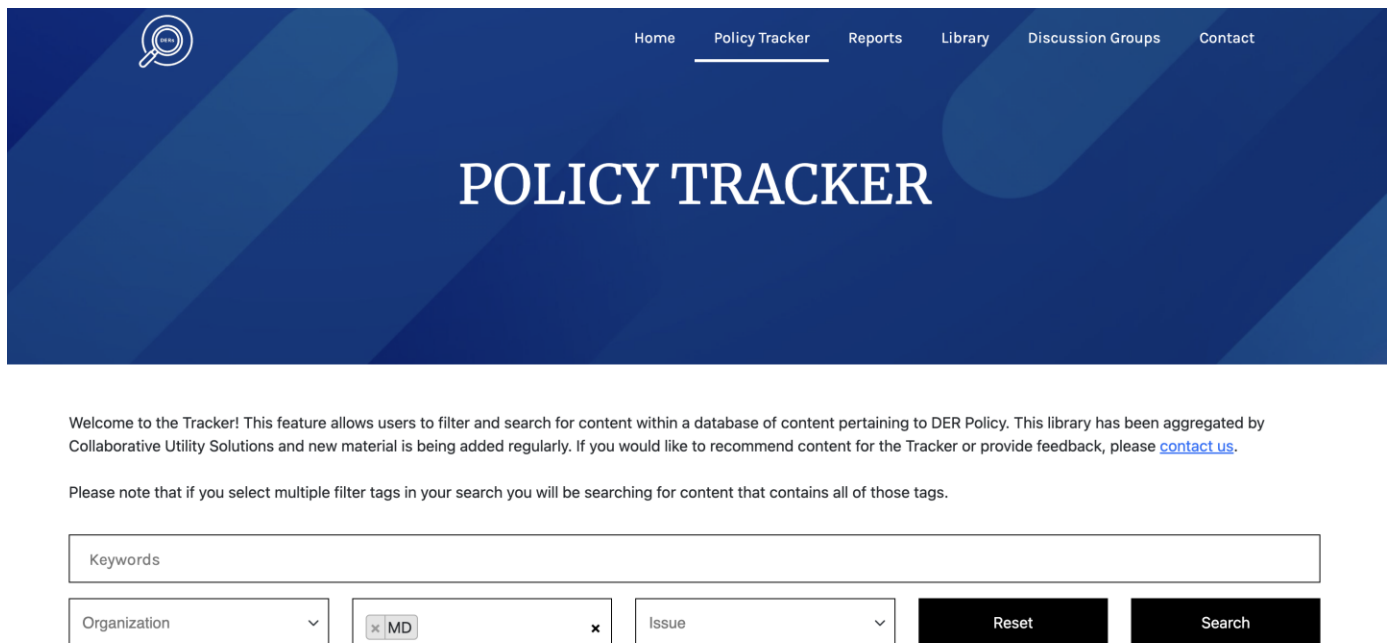 DERs
Home Policy Tracker Reports Library Discussion Groups Contact
POLICY TRACKER
Welcome to the Tracker! This feature allows users to filter and search for content within a database of content pertaining to DER Policy. This library has been aggregated by
Collaborative Utility Solutions and new material is being added regularly. If you would like to recommend content for the Tracker or provide feedback, please contact us.
Please note that if you select multiple filter tags in your search you will be searching for content that contains all of those tags.
Keywords
Organization × MD × Issue Reset Search